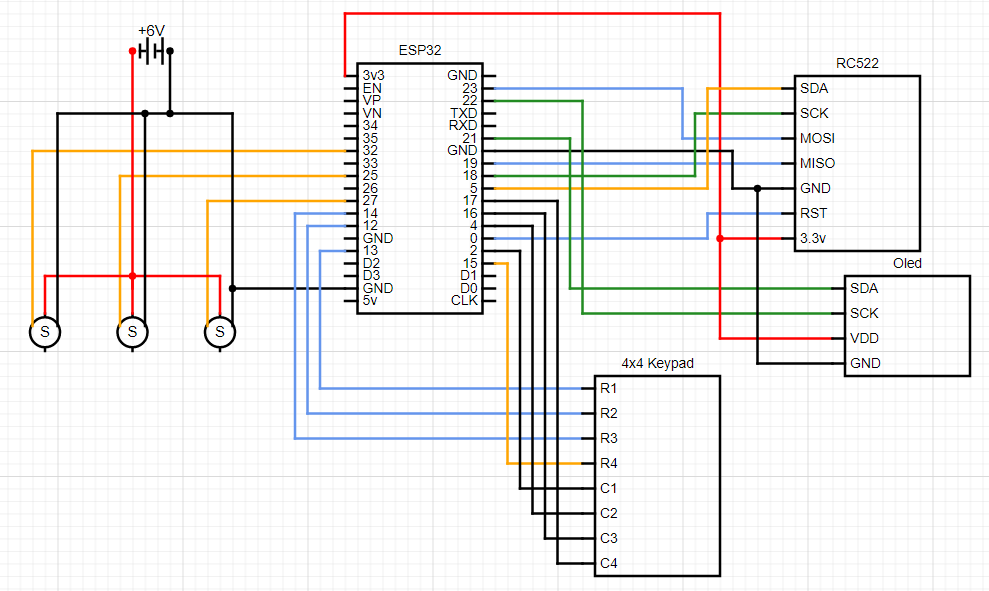 +6V
S
S
S
ESP32
3v3
EN
VP
VN
34
35
32
33
25
26
27
14
12
GND
13
D2
D3
GND
5v
GND
23
22
TXD
RXD
21
GND
19
18
5
17
16
4
0
2
15
D1
D0
CLK
RC522
SDA
SCK
MOSI
MISO
GND
RST
3.3v
Oled
SDA
SCK
VDD
GND
4x4 Keypad
R1
R2
R3
R4
C1
C2
C3
C4